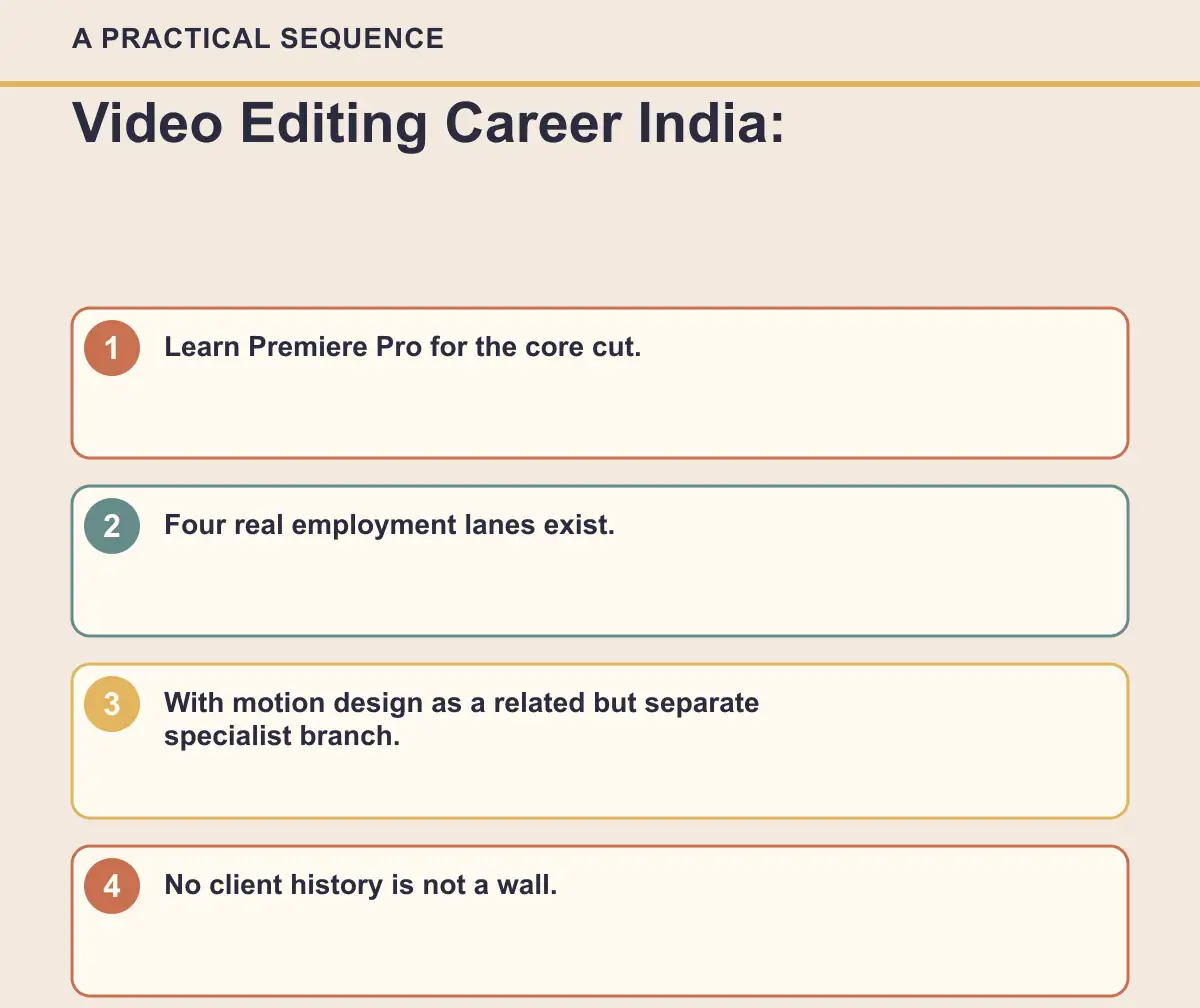 A PRACTICAL SEQUENCE
Video Editing Career India:
1
Learn Premiere Pro for the core cut.
2
Four real employment lanes exist.
3
With motion design as a related but separate
specialist branch.
4
No client history is not a wall.